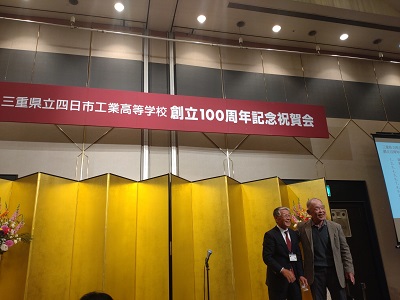 三重県立四日市工業高等学校 創立100周年記念祝賀会